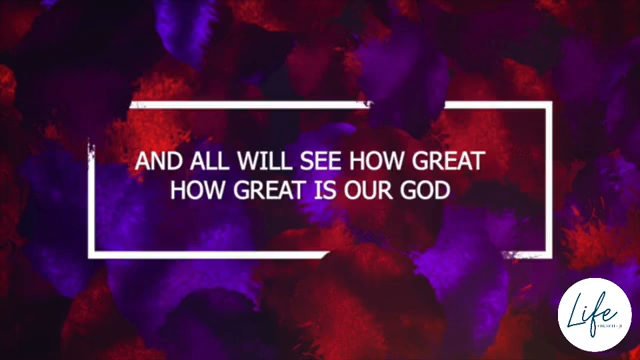 AND ALL WILL SEE HOW GREAT
HOW GREAT IS OUR GOD
Life